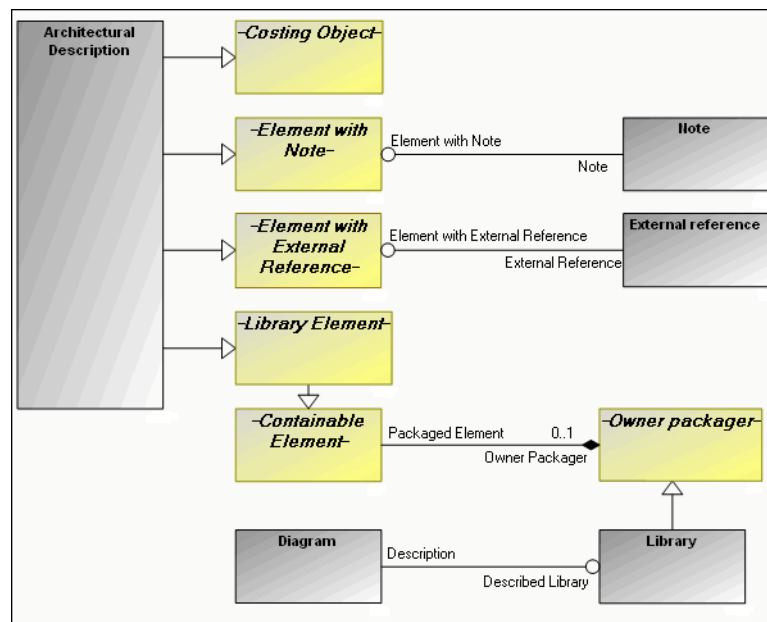 Architectural
Description
-Costing Object-
-Element with
Note-
Element with Note
Note
Note
-Element with
External
Reference-
Element with External Reference
External Reference
External reference
-Library Element-
-Containable
Element-
Packaged Element
0..1
Owner Packager
-Owner packager-
Diagram
Description
Described Library
Library